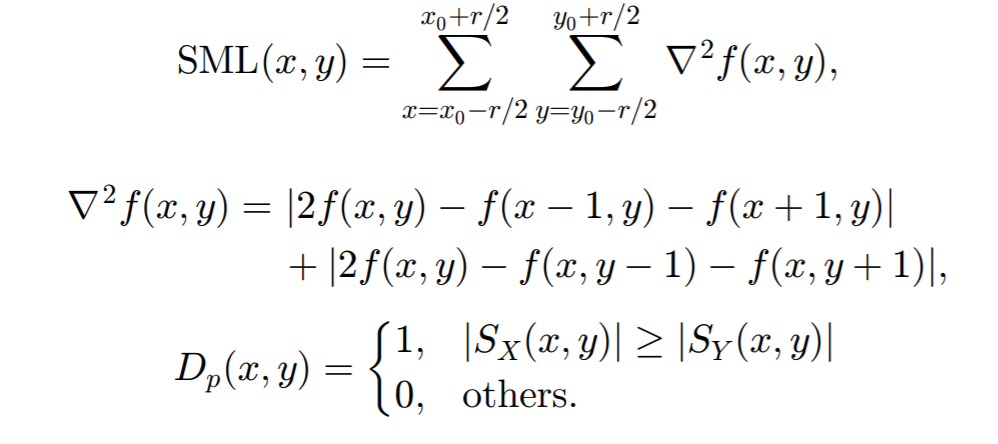 $$\mathrm{SML}(x, y) = \sum_{x=x_0-r/2}^{x_0+r/2} \sum_{y=y_0-r/2}^{y_0+r/2} \nabla^2 f(x, y),$$
$$\nabla^2 f(x, y) = |2f(x, y) - f(x - 1, y) - f(x + 1, y)|$$
$$+ |2f(x, y) - f(x, y - 1) - f(x, y + 1)|,$$
$$D_p(x, y) = \begin{cases} 1, & |S_X(x, y)| \geq |S_Y(x, y)| \\ 0, & \text{others.} \end{cases}$$